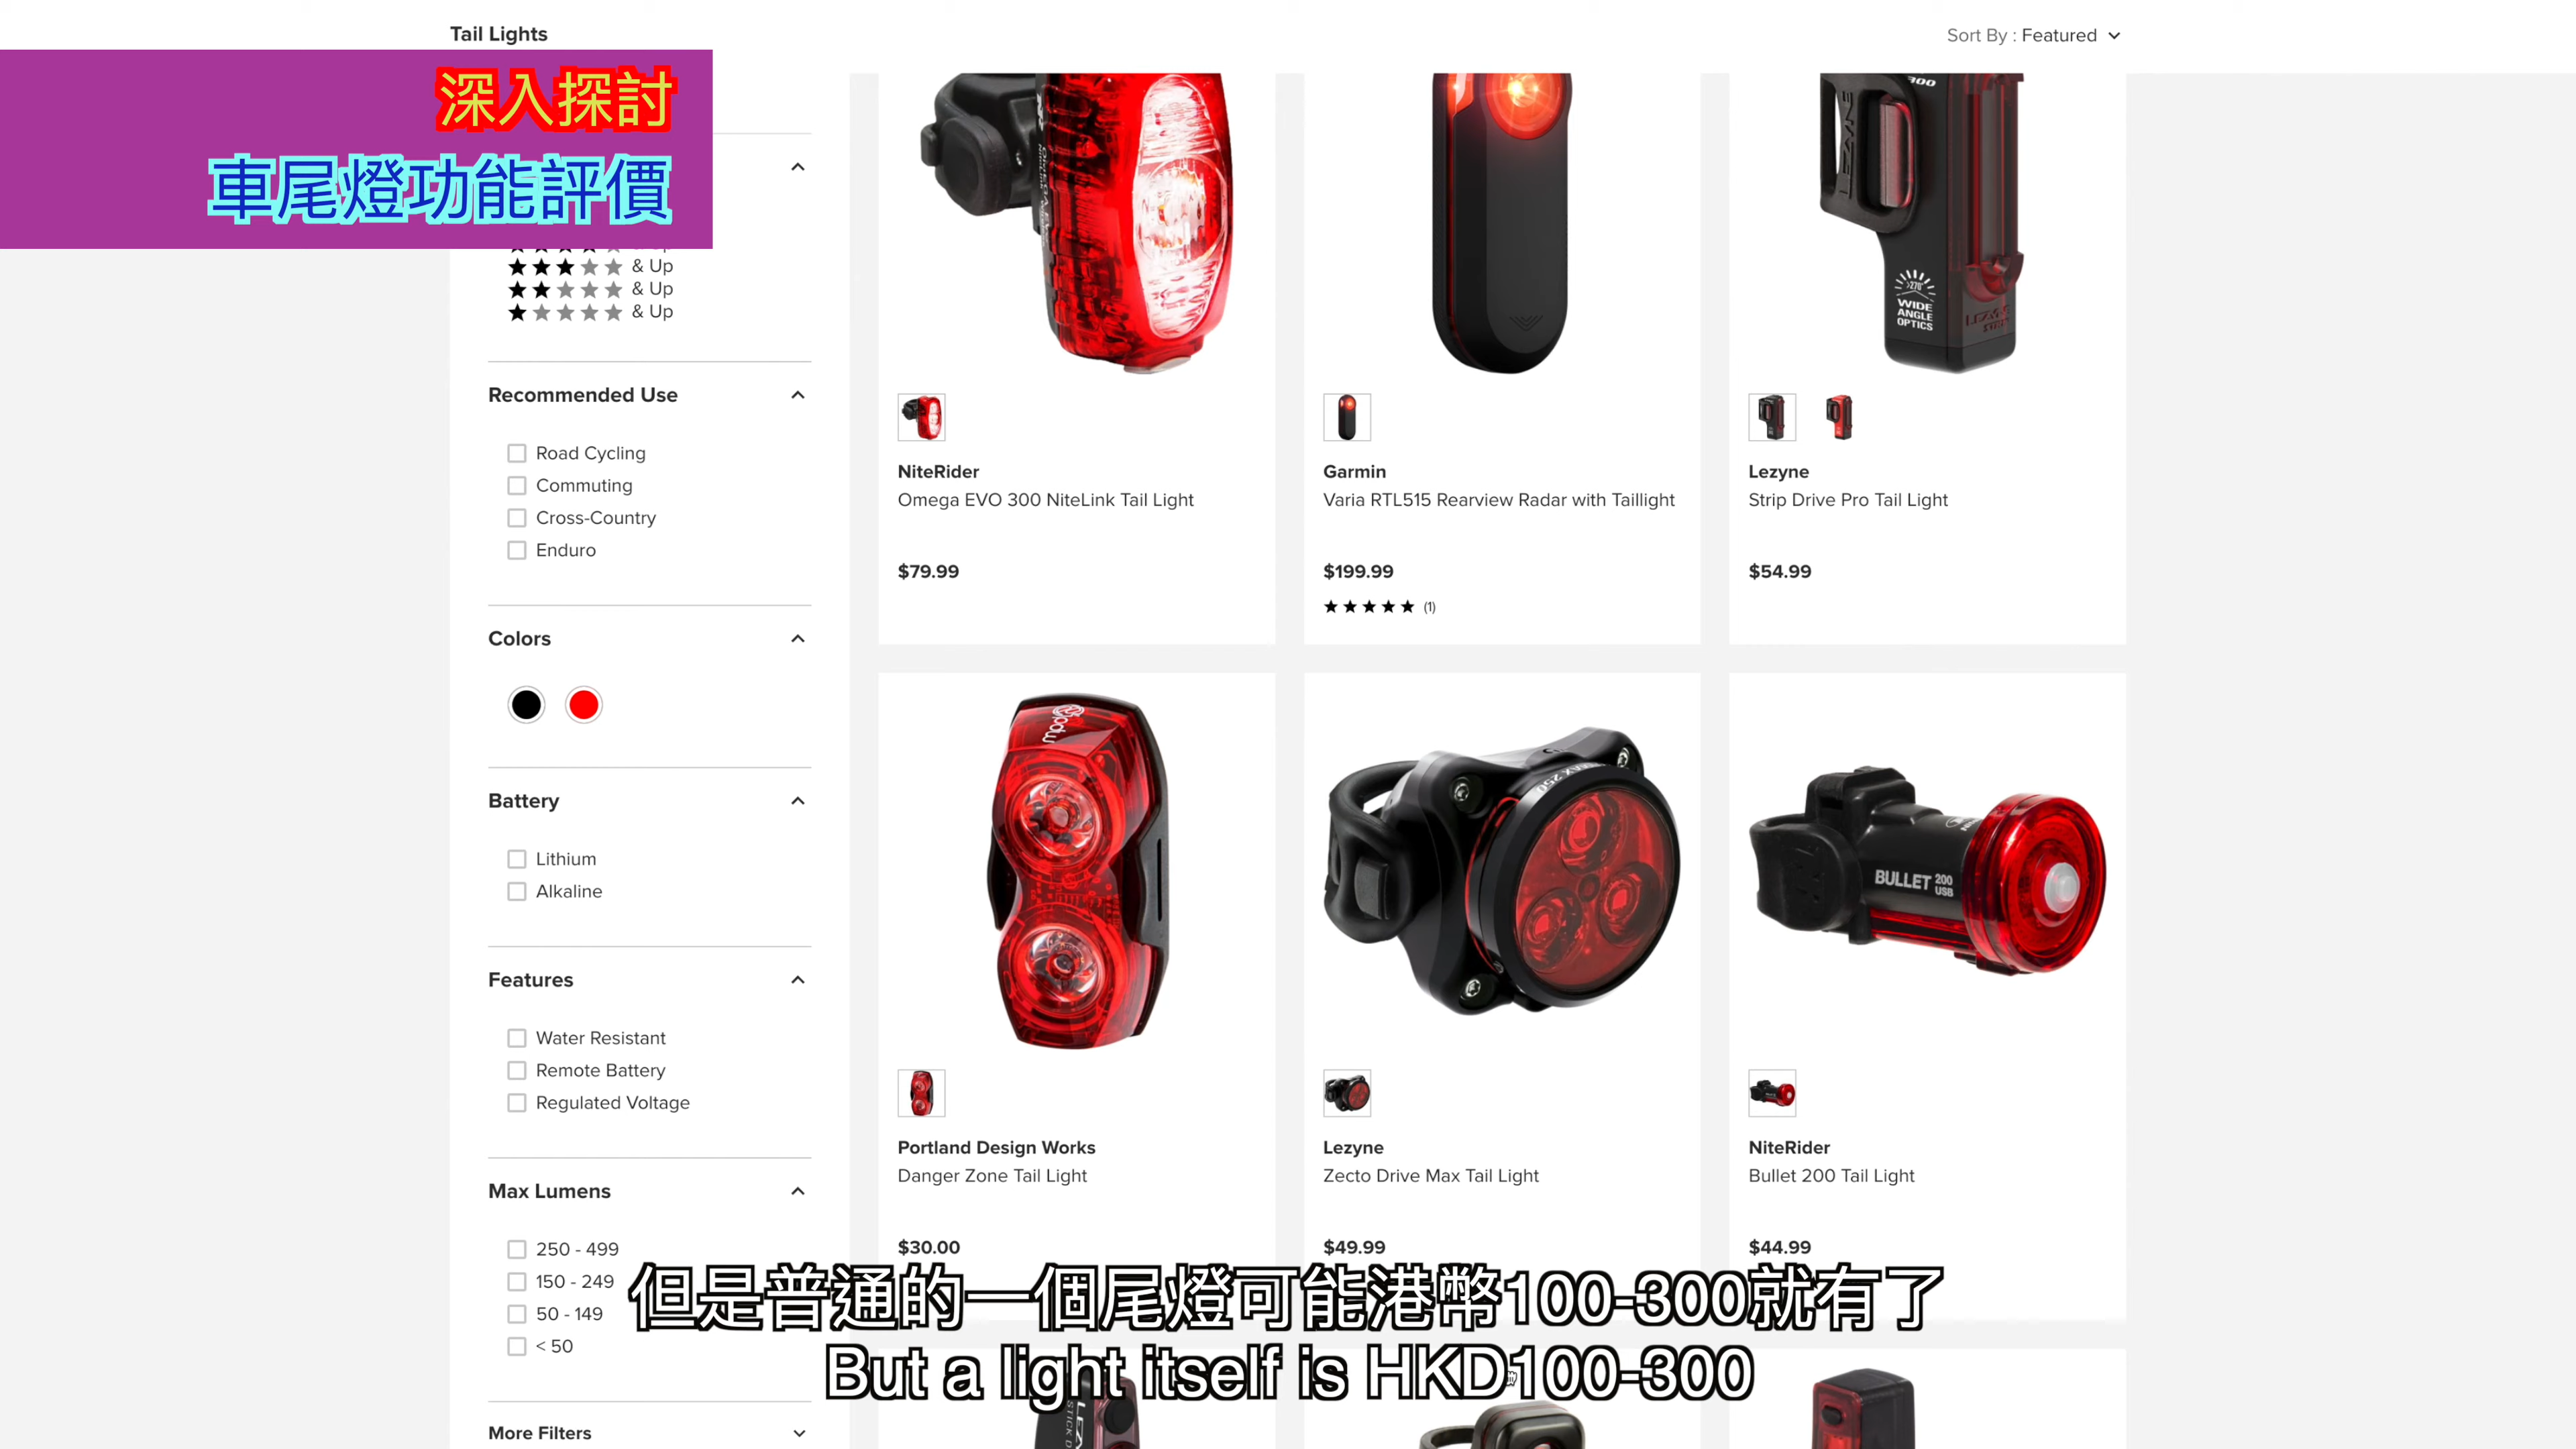 Tail Lights
Sort By : Featured
深入探討
車尾燈功能評價
& Up
& Up
& Up
Recommended Use
Road Cycling
Commuting
Cross-Country
Enduro
Colors
Battery
Lithium
Alkaline
Features
Water Resistant
Remote Battery
Regulated Voltage
Max Lumens
250 - 499
150 - 249
50 - 149
< 50
More Filters
300
LEZYNE
270°
WIDE
ANGLE
OPTICS
LEZYNE
NiteRider
Omega EVO 300 NiteLink Tail Light
$79.99
Garmin
Varia RTL515 Rearview Radar with Taillight
$199.99
(1)
Lezyne
Strip Drive Pro Tail Light
$54.99
pdw
MAX 250
BULLET 200
USB
Portland Design Works
Danger Zone Tail Light
$30.00
Lezyne
Zecto Drive Max Tail Light
$49.99
NiteRider
Bullet 200 Tail Light
$44.99
但是普通的一個尾燈可能港幣100-300就有了
But a light itself is HKD100-300